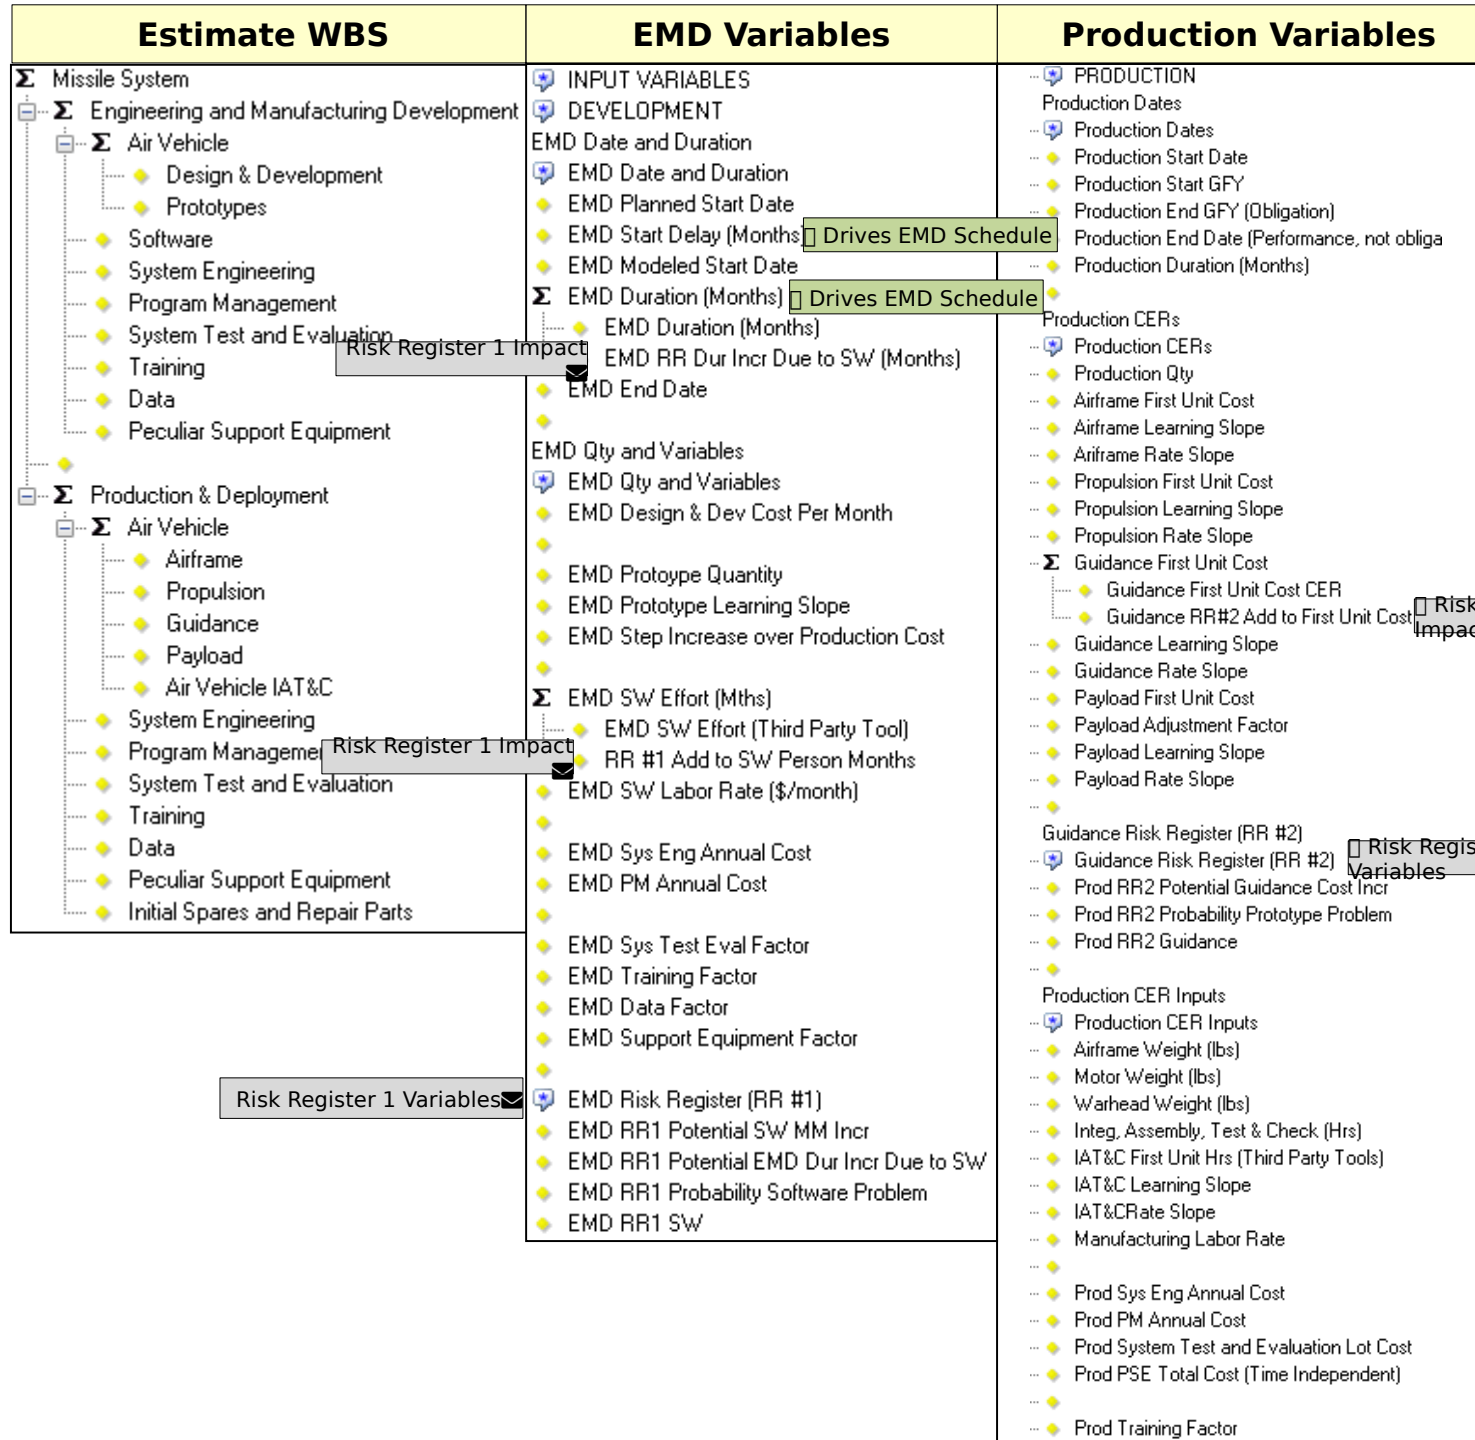 Estimate WBS
Missile System
Engineering and Manufacturing Development
Air Vehicle
Design & Development
Prototypes
Software
System Engineering
Program Management
System Test and Evaluation
Training
Data
Peculiar Support Equipment
Production & Deployment
Air Vehicle
Airframe
Propulsion
Guidance
Payload
Air Vehicle IAT&C
System Engineering
Program Managemen
System Test and Evaluation
Training
Data
Peculiar Support Equipment
Initial Spares and Repair Parts
EMD Variables
INPUT VARIABLES
DEVELOPMENT
EMD Date and Duration
EMD Date and Duration
EMD Planned Start Date
EMD Start Delay (Months)
Drives EMD Schedule
EMD Modeled Start Date
EMD Duration (Months)
Drives EMD Schedule
EMD Duration (Months)
Risk Register 1 Impact
EMD RR Dur Incr Due to SW (Months)
EMD End Date
EMD Qty and Variables
EMD Qty and Variables
EMD Design & Dev Cost Per Month
EMD Protoype Quantity
EMD Prototype Learning Slope
EMD Step Increase over Production Cost
EMD SW Effort (Mths)
EMD SW Effort (Third Party Tool)
Risk Register 1 Impact
RR #1 Add to SW Person Months
EMD SW Labor Rate ($/month)
EMD Sys Eng Annual Cost
EMD PM Annual Cost
EMD Sys Test Eval Factor
EMD Training Factor
EMD Data Factor
EMD Support Equipment Factor
Risk Register 1 Variables
EMD Risk Register (RR #1)
EMD RR1 Potential SW MM Incr
EMD RR1 Potential EMD Dur Incr Due to SW
EMD RR1 Probability Software Problem
EMD RR1 SW
Production Variables
PRODUCTION
Production Dates
Production Dates
Production Start Date
Production Start GFY
Production End GFY (Obligation)
Production End Date (Performance, not obliga
Production Duration (Months)
Production CERs
Production CERs
Production Qty
Airframe First Unit Cost
Airframe Learning Slope
Ariframe Rate Slope
Propulsion First Unit Cost
Propulsion Learning Slope
Propulsion Rate Slope
Guidance First Unit Cost
Guidance First Unit Cost CER
Guidance RR#2 Add to First Unit Cost
Risk
Impac
Guidance Learning Slope
Guidance Rate Slope
Payload First Unit Cost
Payload Adjustment Factor
Payload Learning Slope
Payload Rate Slope
Guidance Risk Register (RR #2)
Guidance Risk Register (RR #2)
Risk Regis
Variables
Prod RR2 Potential Guidance Cost Incr
Prod RR2 Probability Prototype Problem
Prod RR2 Guidance
Production CER Inputs
Production CER Inputs
Airframe Weight (lbs)
Motor Weight (lbs)
Warhead Weight (lbs)
Integ, Assembly, Test & Check (Hrs)
IAT&C First Unit Hrs (Third Party Tools)
IAT&C Learning Slope
IAT&CRate Slope
Manufacturing Labor Rate
Prod Sys Eng Annual Cost
Prod PM Annual Cost
Prod System Test and Evaluation Lot Cost
Prod PSE Total Cost (Time Independent)
Prod Training Factor